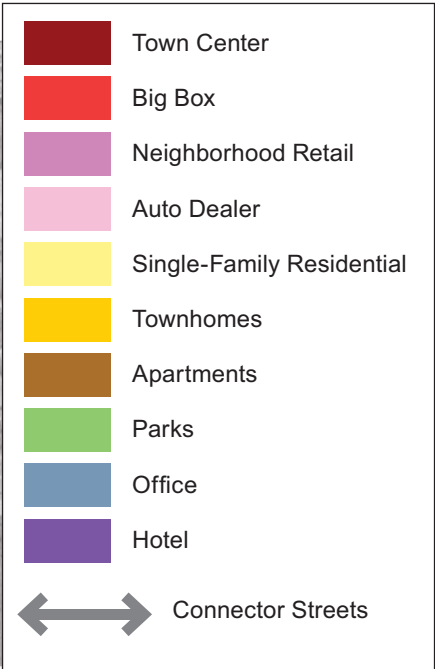 Town Center
Big Box
Neighborhood Retail
Auto Dealer
Single-Family Residential
Townhomes
Apartments
Parks
Office
Hotel
Connector Streets